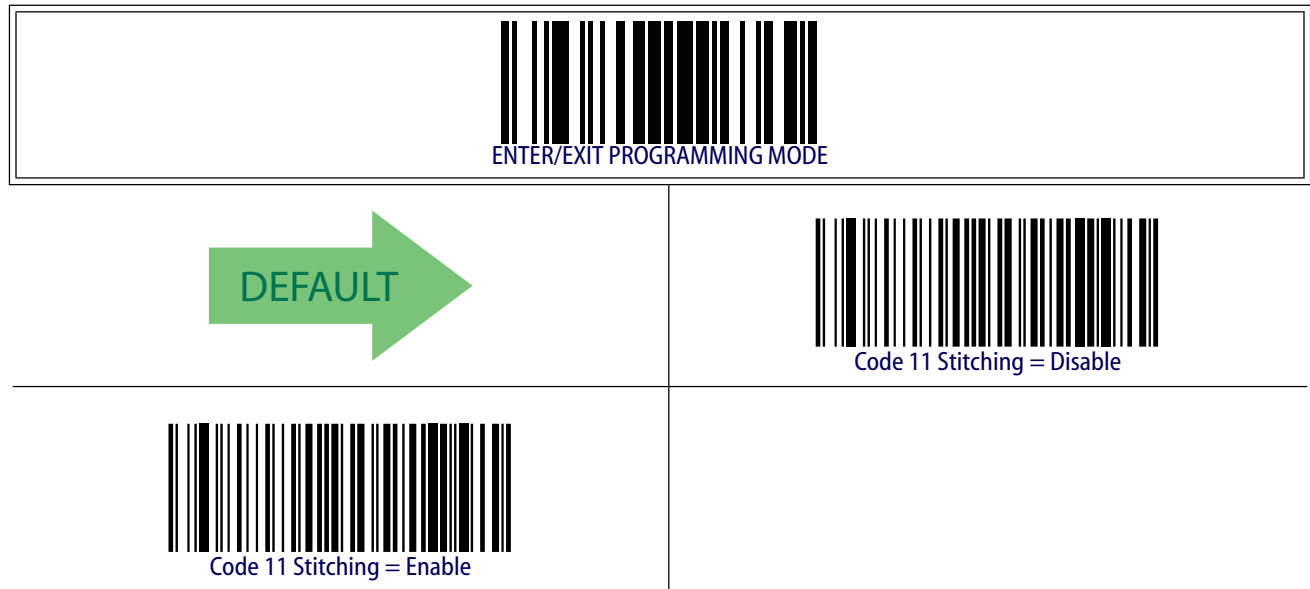 ENTER/EXIT PROGRAMMING MODE
DEFAULT
Code 11 Stitching = Disable
Code 11 Stitching = Enable